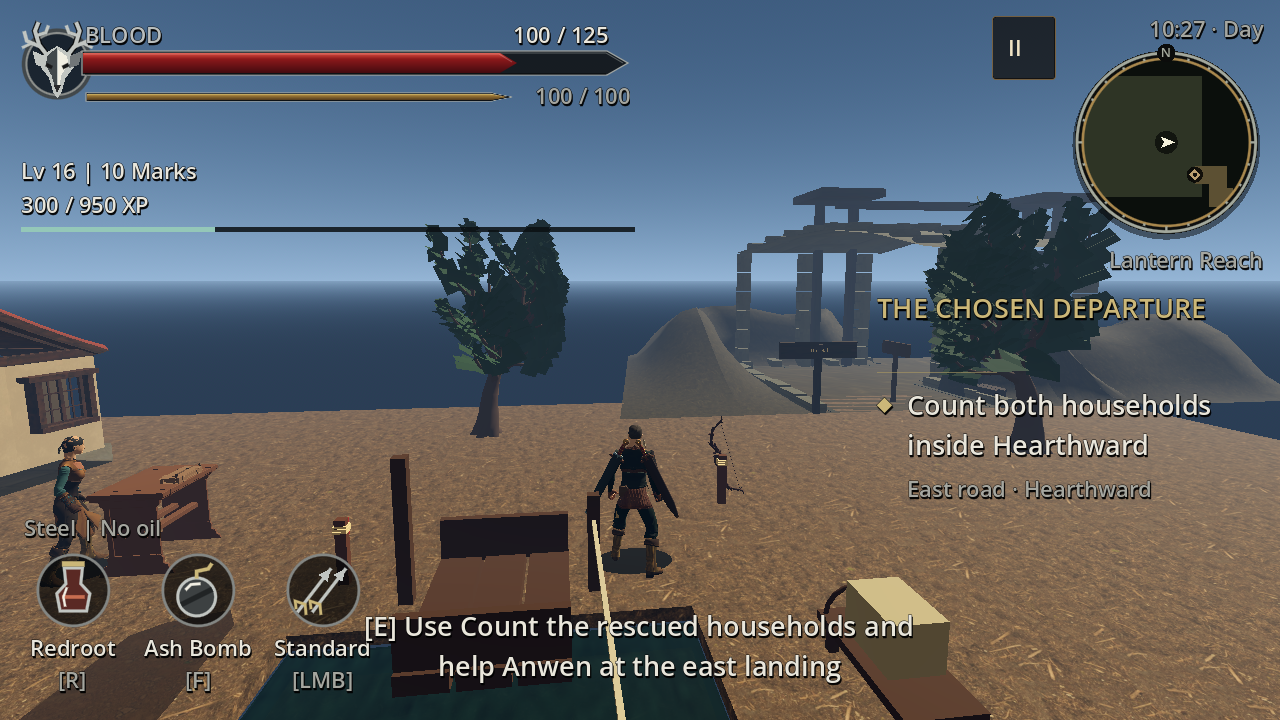 BLOOD
100 / 125
100 / 100
Lv 16 | 10 Marks
300 / 950 XP
10:27 · Day
N
Lantern Reach
THE CHOSEN DEPARTURE
Count both households
inside Hearthward
East road · Hearthward
Steel | No oil
Redroot
[R]
Ash Bomb
[F]
Standard
[LMB]
[E] Use Count the rescued households and
help Anwen at the east landing